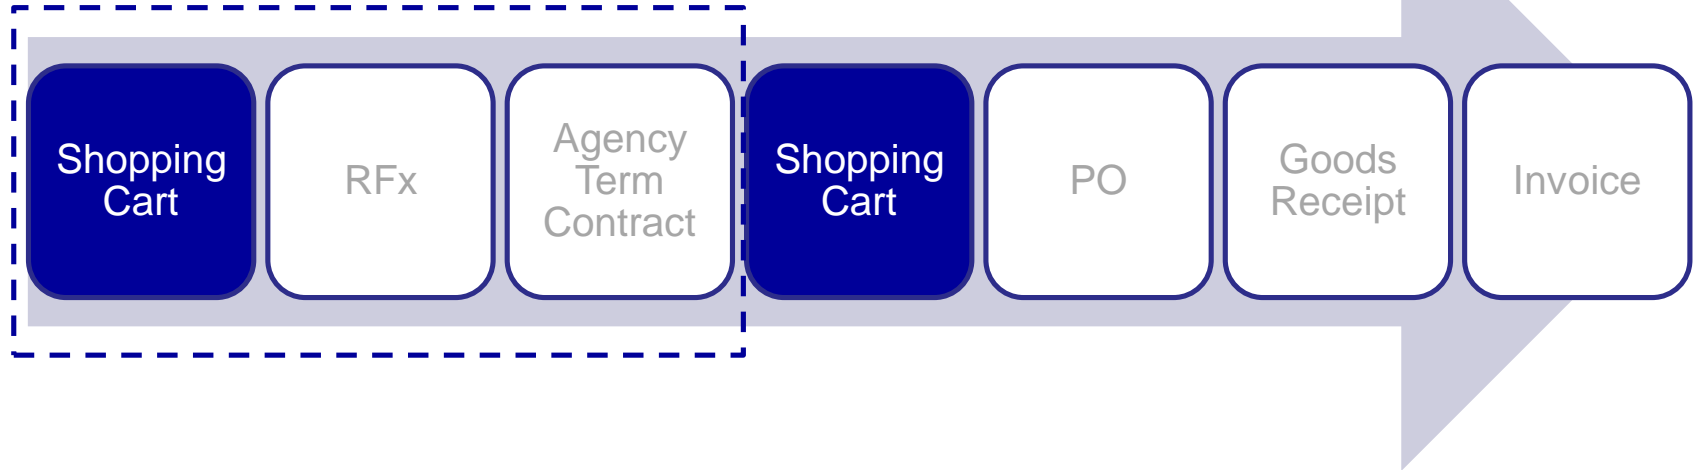 Shopping
Cart
RFx
Agency
Term
Contract
Shopping
Cart
PO
Goods
Receipt
Invoice